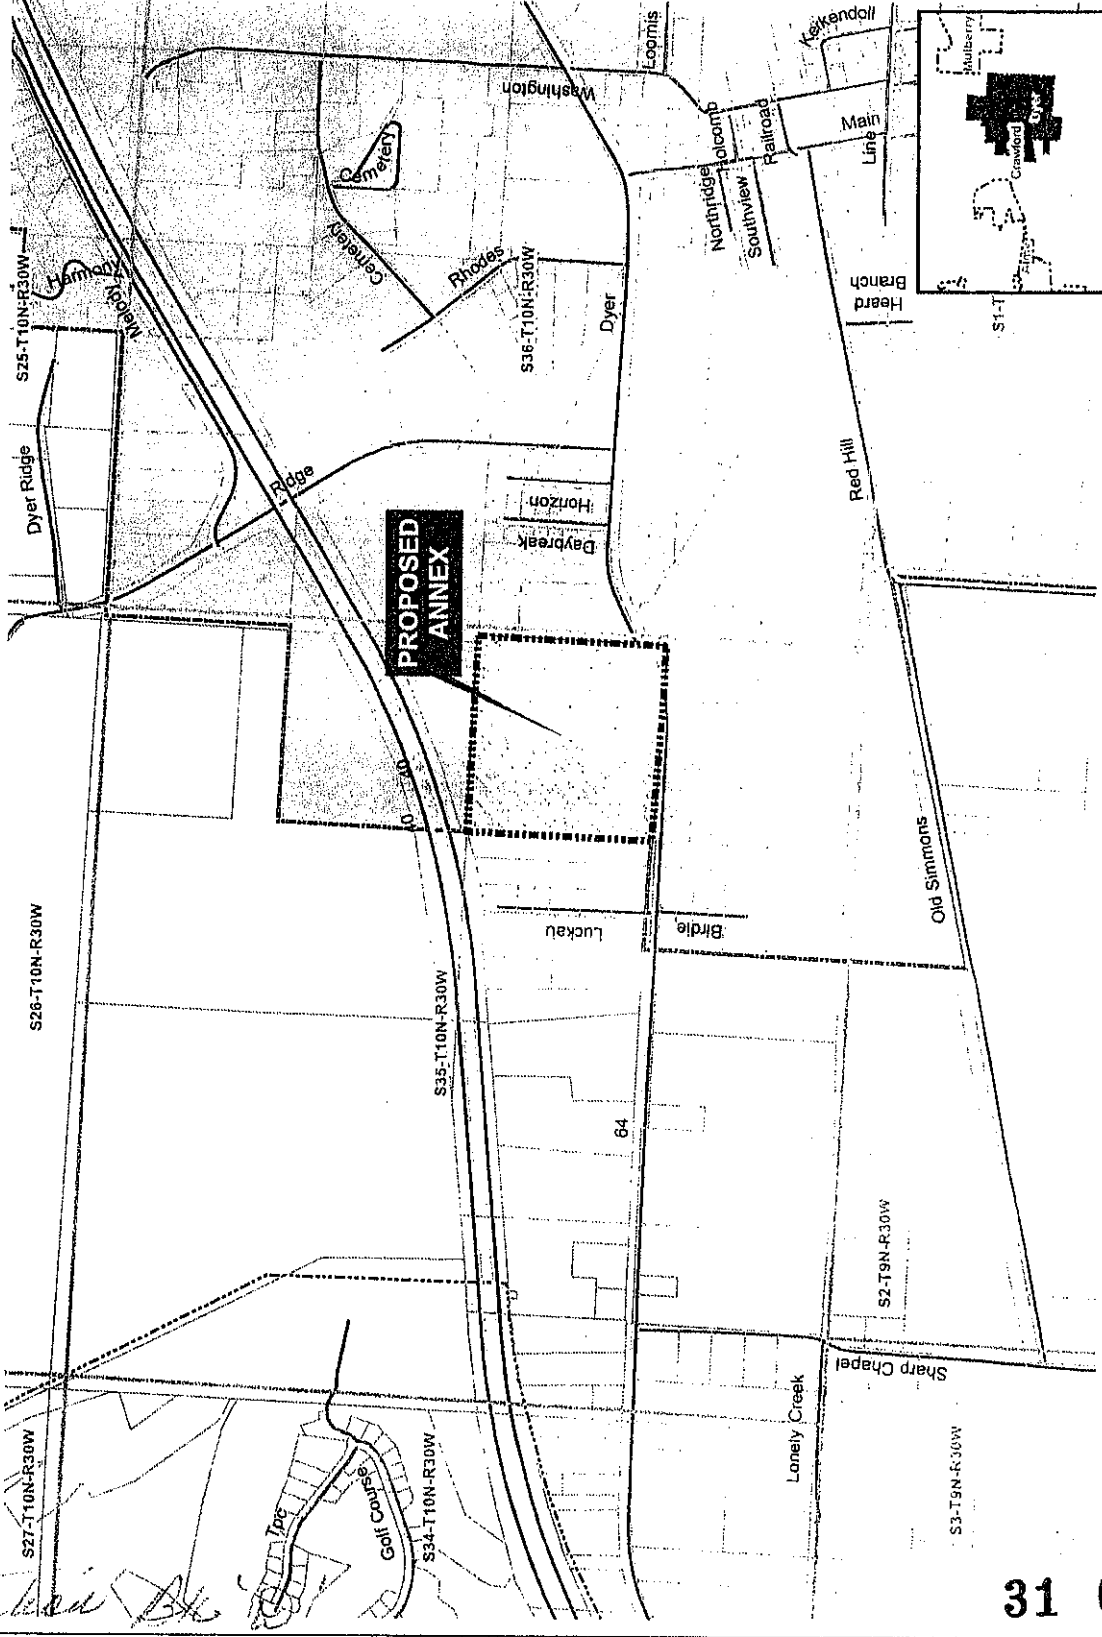 S27-T10N-R30W
S26-T10N-R30W
S25-T10N-R30W
Dyer Ridge
Harmony
Melody
Ridge
Tpc
Golf Course
S34-T10N-R30W
S35-T10N-R30W
40
40
PROPOSED
ANNEX
Cemetery
Cemetery
Rhodes
S36-T10N-R30W
Washington
Loomis
Kerkendoll
Luckau
Birdie
Daybreak
Horizon
Dyer
Northridge
Holcomb
Southview
Railroad
Main
Line
64
Red Hill
Heard
Branch
S1-T
Old Simmons
Lonely Creek
Sharp Chapel
S2-T9N-R30W
S3-T9N-R30W
Mulberry
Crawford
Alma
31